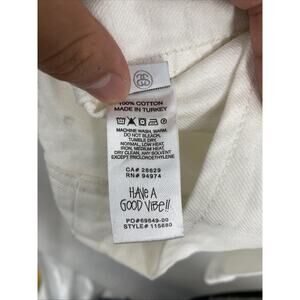 100% COTTON
MADE IN TURKEY
MACHINE WASH, WARM,
DO NOT BLEACH,
TUMBLE DRY
NORMAL, LOW HEAT,
IRON, MEDIUM HEAT
DRY CLEAN, ANY SOLVENT
EXCEPT TRICLOROETHYLENE
CA# 28629
RN# 94974
HAVE A
GOOD VIBE!!
PO#69649-00
STYLE# 115680